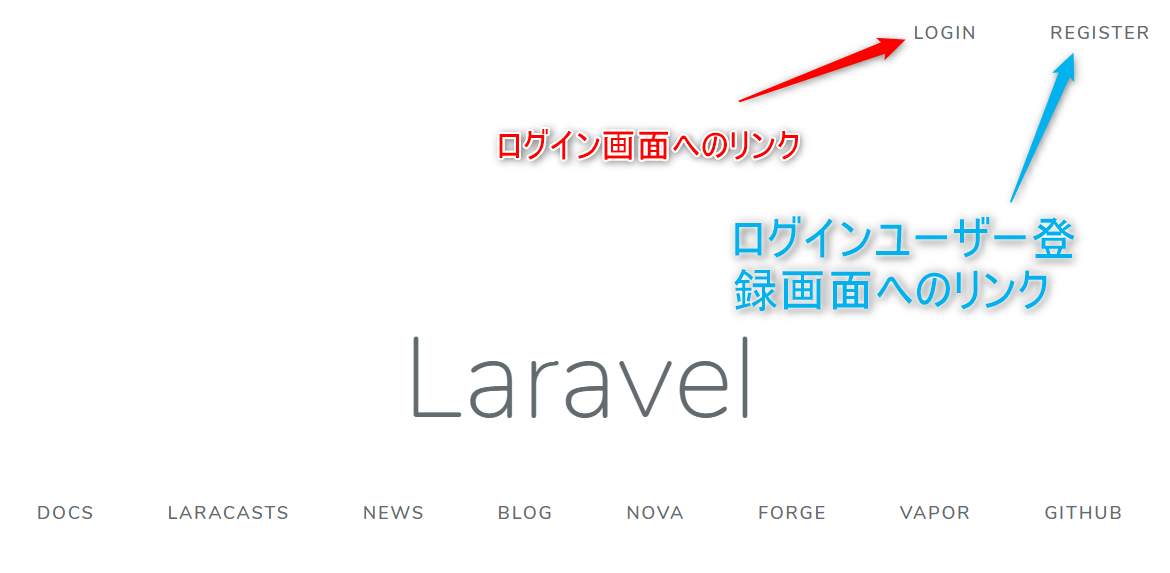 LOGIN REGISTER
ログイン画面へのリンク
ログインユーザー登
録画面へのリンク
Laravel
DOCS LARACASTS NEWS BLOG NOVA FORGE VAPOR GITHUB